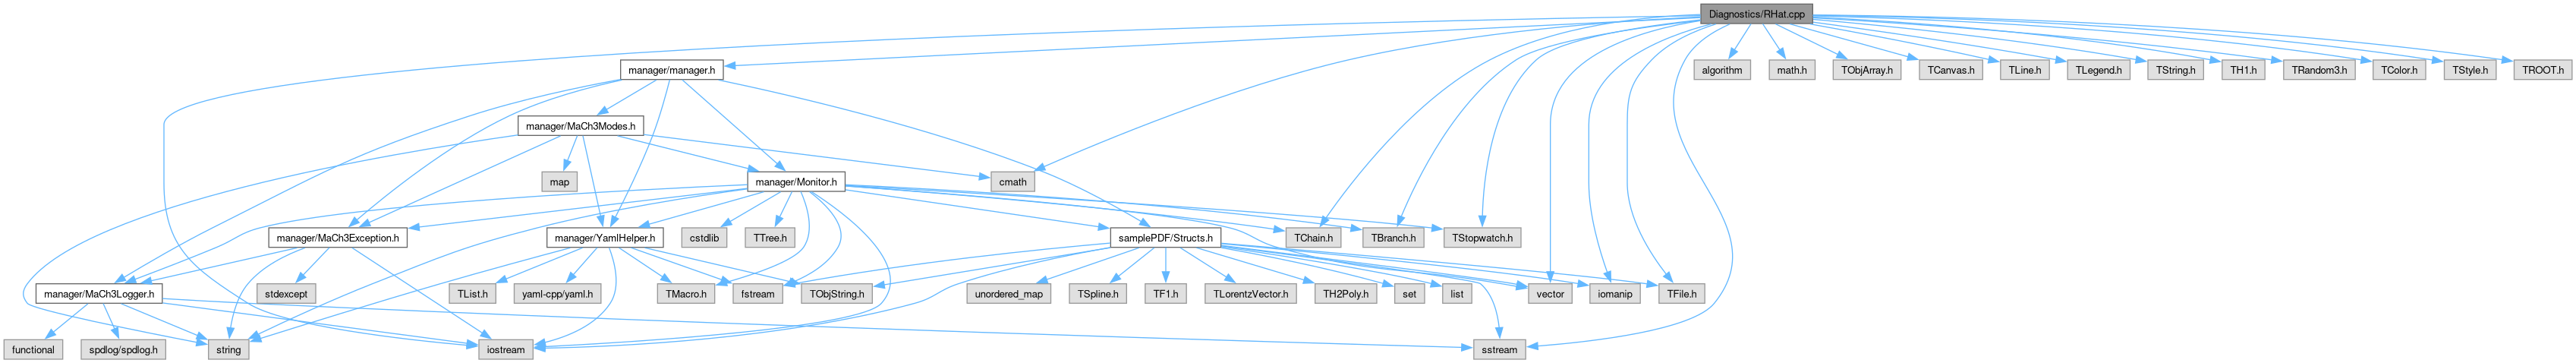 Diagnostics/RHat.cpp
manager/manager.h
algorithm
math.h
TObjArray.h
TCanvas.h
TLine.h
TLegend.h
TString.h
TH1.h
TRandom3.h
TColor.h
TStyle.h
TROOT.h
manager/MaCh3Modes.h
map
manager/Monitor.h
cmath
manager/MaCh3Exception.h
manager/YamlHelper.h
cstdlib
TTree.h
samplePDF/Structs.h
TChain.h
TBranch.h
TStopwatch.h
manager/MaCh3Logger.h
stdexcept
TList.h
yaml-cpp/yaml.h
TMacro.h
fstream
TObjString.h
unordered_map
TSpline.h
TF1.h
TLorentzVector.h
TH2Poly.h
set
list
vector
iomanip
TFile.h
functional
spdlog/spdlog.h
string
iostream
sstream